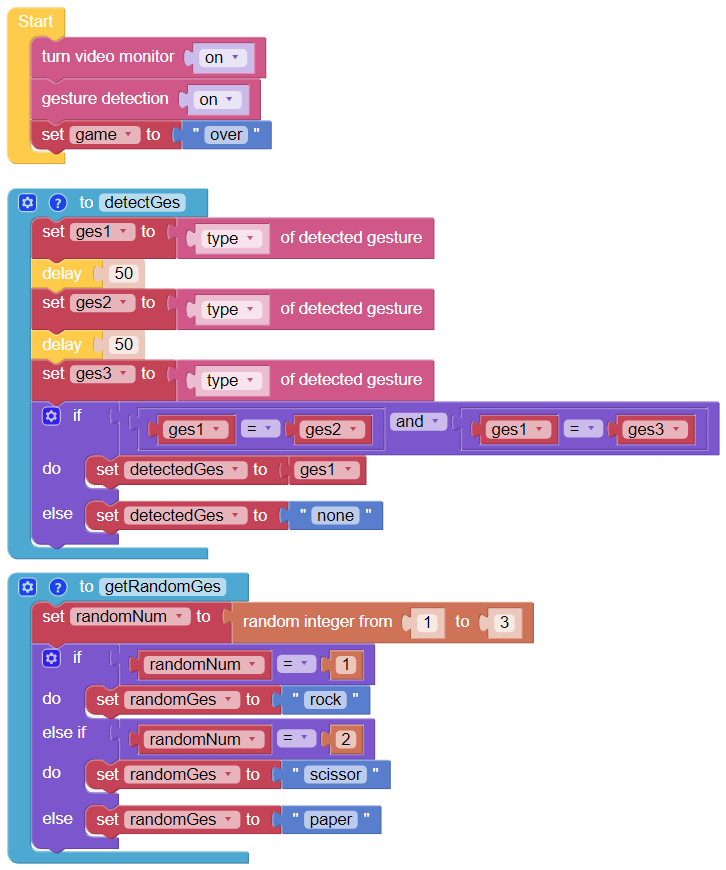 Start
turn video monitor on
gesture detection on
set game to " over "
? to detectGes
set ges1 to type of detected gesture
delay 50
set ges2 to type of detected gesture
delay 50
set ges3 to type of detected gesture
if ges1 = ges2 and ges1 = ges3
do set detectedGes to ges1
else set detectedGes to " none "
? to getRandomGes
set randomNum to random integer from 1 to 3
if randomNum = 1
do set randomGes to " rock "
else if randomNum = 2
do set randomGes to " scissor "
else set randomGes to " paper "